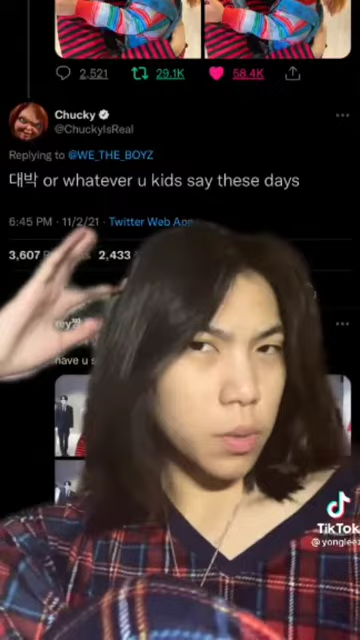 2,521 29.1K 58.4K
Chucky
@ChuckyIsReal
Replying to @WE_THE_BOYZ
대박 or whatever u kids say these days
6:45 PM · 11/2/21 · Twitter Web App
3,607 2,433
have u s
TikTok
@yonglee